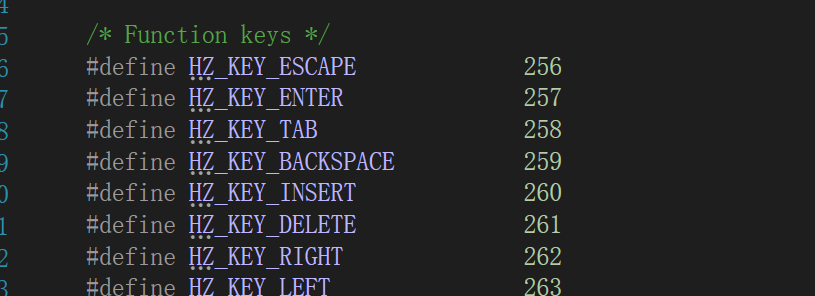 4
5 /* Function keys */
6 #define HZ_KEY_ESCAPE 256
7 #define HZ_KEY_ENTER 257
8 #define HZ_KEY_TAB 258
9 #define HZ_KEY_BACKSPACE 259
0 #define HZ_KEY_INSERT 260
1 #define HZ_KEY_DELETE 261
2 #define HZ_KEY_RIGHT 262
3 #define HZ_KEY_LEFT 263